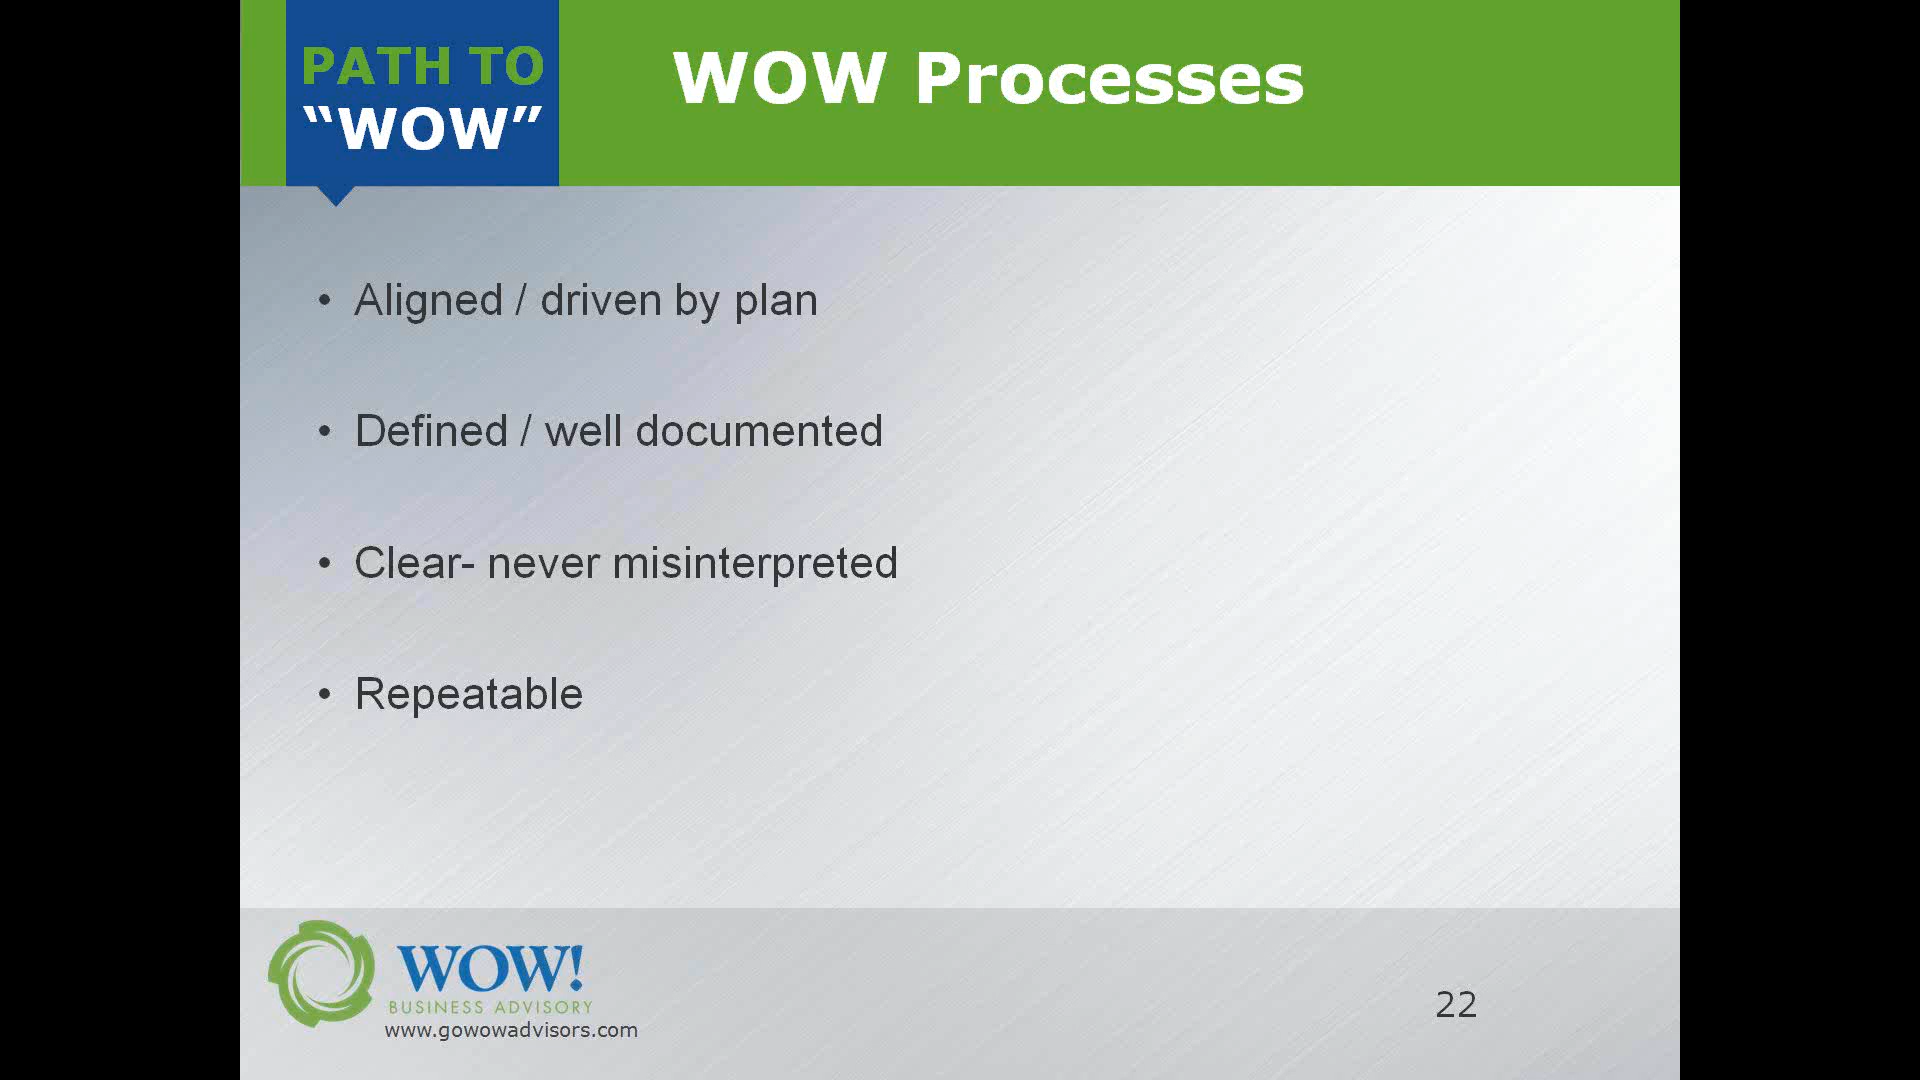 PATH TO
“WOW”
WOW Processes
• Aligned / driven by plan
• Defined / well documented
• Clear- never misinterpreted
• Repeatable
WOW!
BUSINESS ADVISORY
www.gowowadvisors.com
22